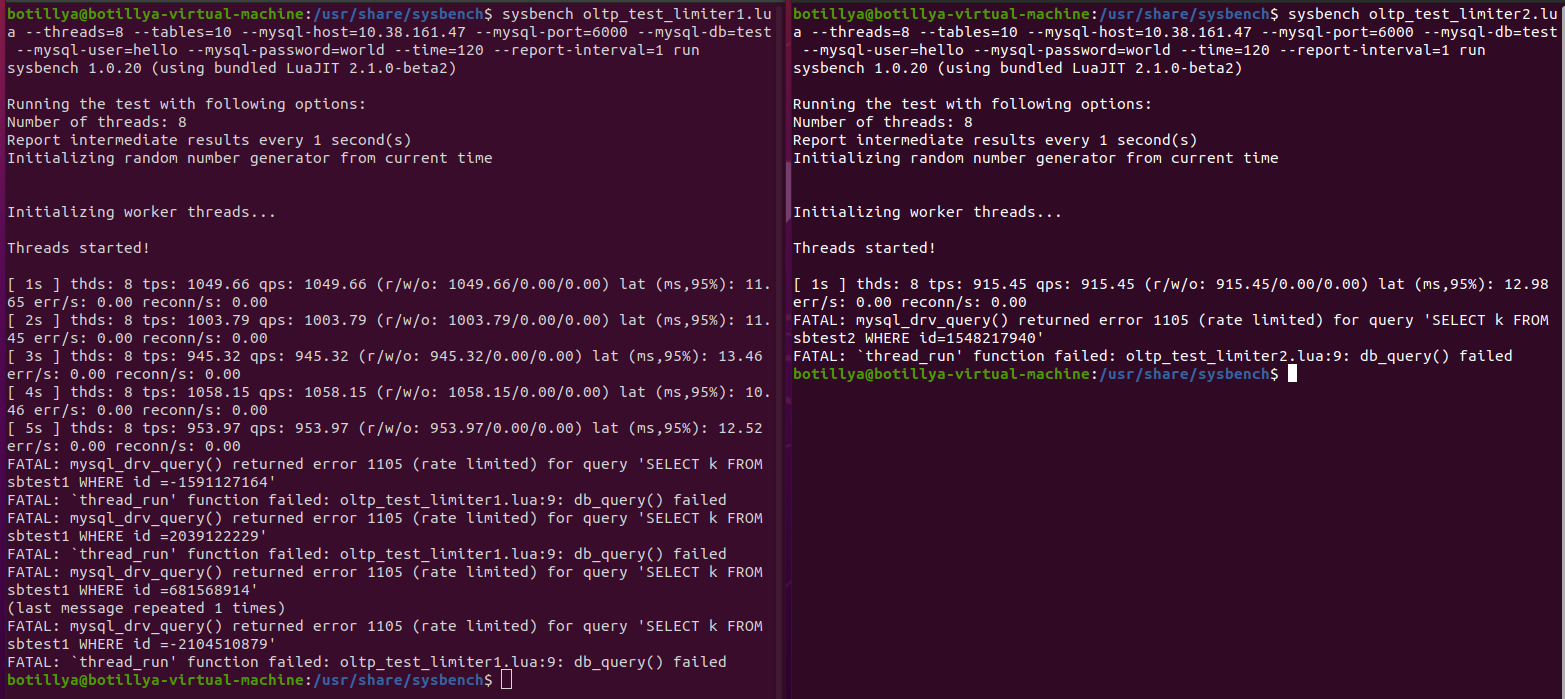 botillya@botillya-virtual-machine:/usr/share/sysbench$ sysbench oltp_test_limiter1.lu
a --threads=8 --tables=10 --mysql-host=10.38.161.47 --mysql-port=6000 --mysql-db=test
 --mysql-user=hello --mysql-password=world --time=120 --report-interval=1 run
sysbench 1.0.20 (using bundled LuaJIT 2.1.0-beta2)

Running the test with following options:
Number of threads: 8
Report intermediate results every 1 second(s)
Initializing random number generator from current time

Initializing worker threads...

Threads started!

[ 1s ] thds: 8 tps: 1049.66 qps: 1049.66 (r/w/o: 1049.66/0.00/0.00) lat (ms,95%): 11.
65 err/s: 0.00 reconn/s: 0.00
[ 2s ] thds: 8 tps: 1003.79 qps: 1003.79 (r/w/o: 1003.79/0.00/0.00) lat (ms,95%): 11.
45 err/s: 0.00 reconn/s: 0.00
[ 3s ] thds: 8 tps: 945.32 qps: 945.32 (r/w/o: 945.32/0.00/0.00) lat (ms,95%): 13.46
err/s: 0.00 reconn/s: 0.00
[ 4s ] thds: 8 tps: 1058.15 qps: 1058.15 (r/w/o: 1058.15/0.00/0.00) lat (ms,95%): 10.
46 err/s: 0.00 reconn/s: 0.00
[ 5s ] thds: 8 tps: 953.97 qps: 953.97 (r/w/o: 953.97/0.00/0.00) lat (ms,95%): 12.52
err/s: 0.00 reconn/s: 0.00
FATAL: mysql_drv_query() returned error 1105 (rate limited) for query 'SELECT k FROM
sbtest1 WHERE id =-1591127164'
FATAL: `thread_run' function failed: oltp_test_limiter1.lua:9: db_query() failed
FATAL: mysql_drv_query() returned error 1105 (rate limited) for query 'SELECT k FROM
sbtest1 WHERE id =2039122229'
FATAL: `thread_run' function failed: oltp_test_limiter1.lua:9: db_query() failed
FATAL: mysql_drv_query() returned error 1105 (rate limited) for query 'SELECT k FROM
sbtest1 WHERE id =681568914'
(last message repeated 1 times)
FATAL: mysql_drv_query() returned error 1105 (rate limited) for query 'SELECT k FROM
sbtest1 WHERE id =-2104510879'
FATAL: `thread_run' function failed: oltp_test_limiter1.lua:9: db_query() failed
botillya@botillya-virtual-machine:/usr/share/sysbench$

botillya@botillya-virtual-machine:/usr/share/sysbench$ sysbench oltp_test_limiter2.lu
a --threads=8 --tables=10 --mysql-host=10.38.161.47 --mysql-port=6000 --mysql-db=test
 --mysql-user=hello --mysql-password=world --time=120 --report-interval=1 run
sysbench 1.0.20 (using bundled LuaJIT 2.1.0-beta2)

Running the test with following options:
Number of threads: 8
Report intermediate results every 1 second(s)
Initializing random number generator from current time

Initializing worker threads...

Threads started!

[ 1s ] thds: 8 tps: 915.45 qps: 915.45 (r/w/o: 915.45/0.00/0.00) lat (ms,95%): 12.98
err/s: 0.00 reconn/s: 0.00
FATAL: mysql_drv_query() returned error 1105 (rate limited) for query 'SELECT k FROM
sbtest2 WHERE id=1548217940'
FATAL: `thread_run' function failed: oltp_test_limiter2.lua:9: db_query() failed
botillya@botillya-virtual-machine:/usr/share/sysbench$